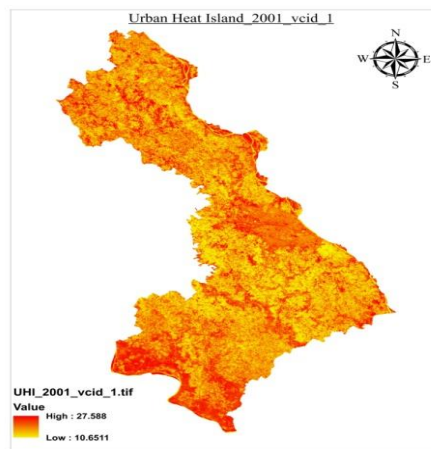 Urban Heat Island_2001_vcid_1
N
W E
S
UHI_2001_vcid_1.tif
Value
High : 27.588
Low : 10.6511